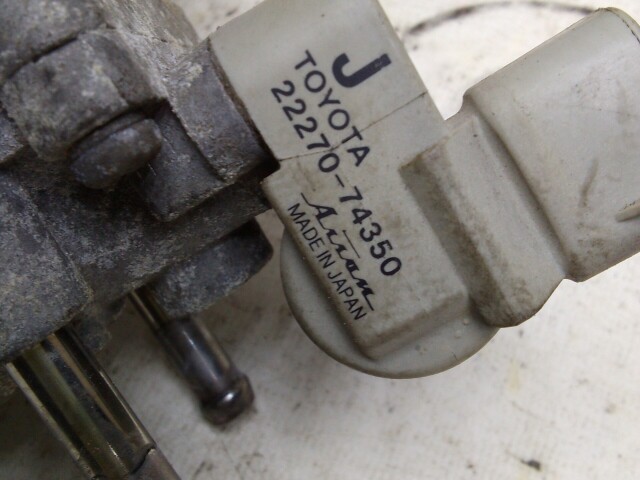 J
TOYOTA
22270-74350
Aisan
MADE IN JAPAN